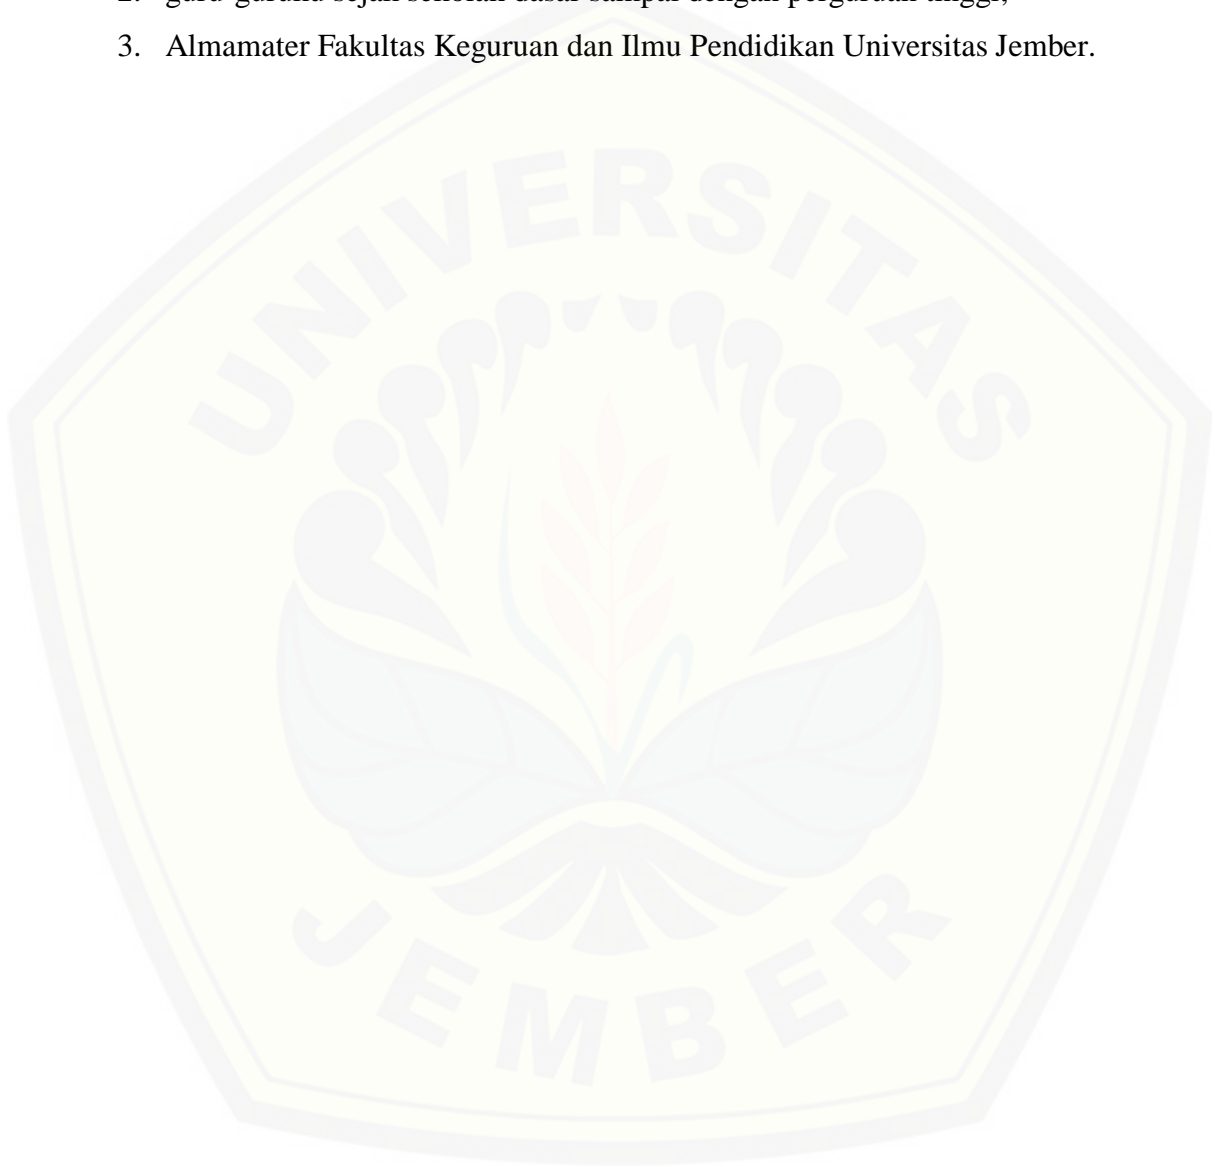 2. guru-guruku sejak sekolah dasar sampai dengan perguruan tinggi;
3. Almamater Fakultas Keguruan dan Ilmu Pendidikan Universitas Jember.
UNIVERSITAS
JEMBER